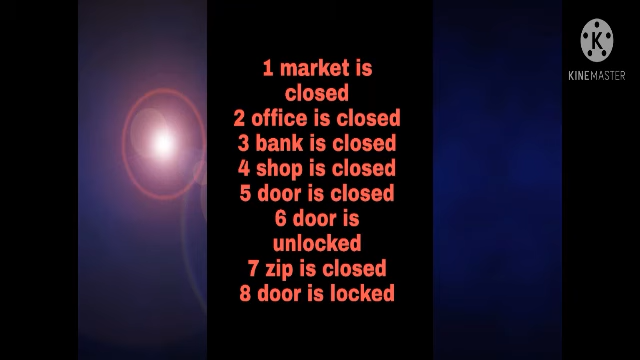 1 market is
closed
2 office is closed
3 bank is closed
4 shop is closed
5 door is closed
6 door is
unlocked
7 zip is closed
8 door is locked
K
KINEMASTER